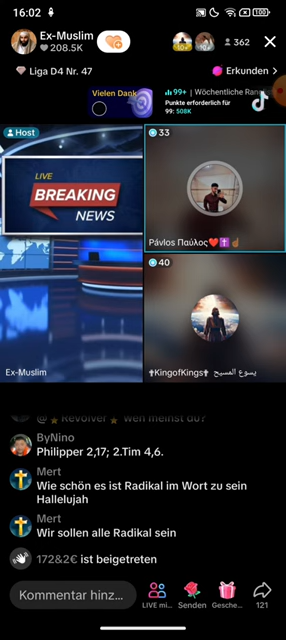 16:02
100
Ex-Muslim
208.5K
362
Liga D4 Nr. 47
Erkunden >
Vielen Dank
99+ | Wöchentliche Ran
Punkte erforderlich für
99: 508K
Host
LIVE
BREAKING
NEWS
Ex-Muslim
33
Pávlos Παύλος❤️✝️☝🏾
40
✝KingofKings✝ يسوع المسيح
@⭐Revolver⭐ wen meinst du?
ByNino
Philipper 2,17; 2.Tim 4,6.
Mert
Wie schön es ist Radikal im Wort zu sein
Hallelujah
Mert
Wir sollen alle Radikal sein
172&2€ ist beigetreten
Kommentar hinz...
LIVE mi...
Senden
Gesche...
121